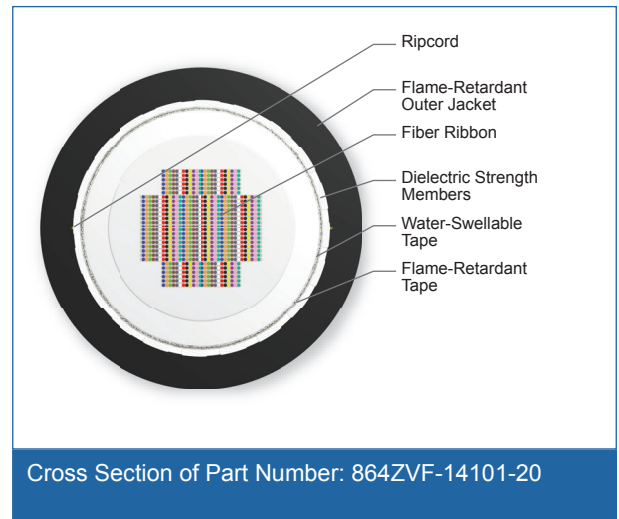 Ripcord
Flame-Retardant
Outer Jacket
Fiber Ribbon
Dielectric Strength
Members
Water-Swellable
Tape
Flame-Retardant
Tape
Cross Section of Part Number: 864ZVF-14101-20